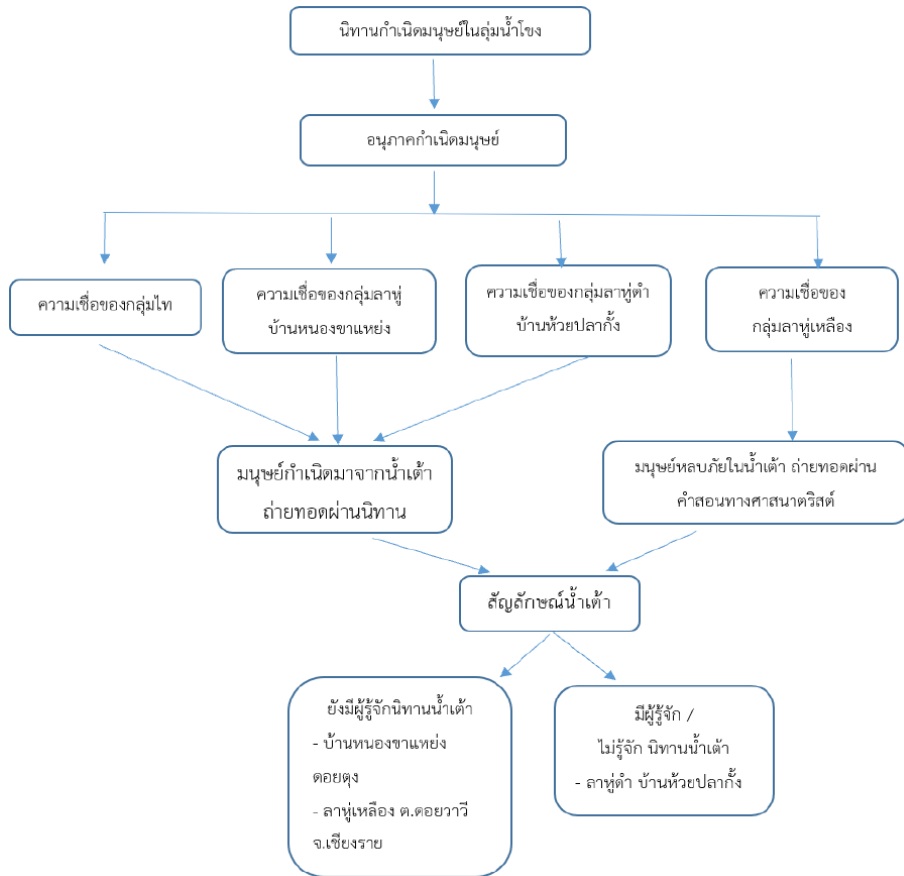 นิทานกำเนิดมนุษย์ในลุ่มน้ำโขง
อนุภาคกำเนิดมนุษย์
ความเชื่อของกลุ่มไท
ความเชื่อของกลุ่มลาหู่
บ้านหนองขาแหย่ง
ความเชื่อของกลุ่มลาหู่ดำ
บ้านห้วยปลากั้ง
ความเชื่อของ
กลุ่มลาหู่เหลือง
มนุษย์กำเนิดมาจากน้ำเต้า
ถ่ายทอดผ่านนิทาน
มนุษย์หลบภัยในน้ำเต้า ถ่ายทอดผ่าน
คำสอนทางศาสนาตริสต์
สัญลักษณ์น้ำเต้า
ยังมีผู้รู้จักนิทานน้ำเต้า
- บ้านหนองขาแหย่ง
ดอยตุง
- ลาหู่เหลือง ต.ดอยวาวี
จ.เชียงราย
มีผู้รู้จัก /
ไม่รู้จัก นิทานน้ำเต้า
- ลาหู่ดำ บ้านห้วยปลากั้ง